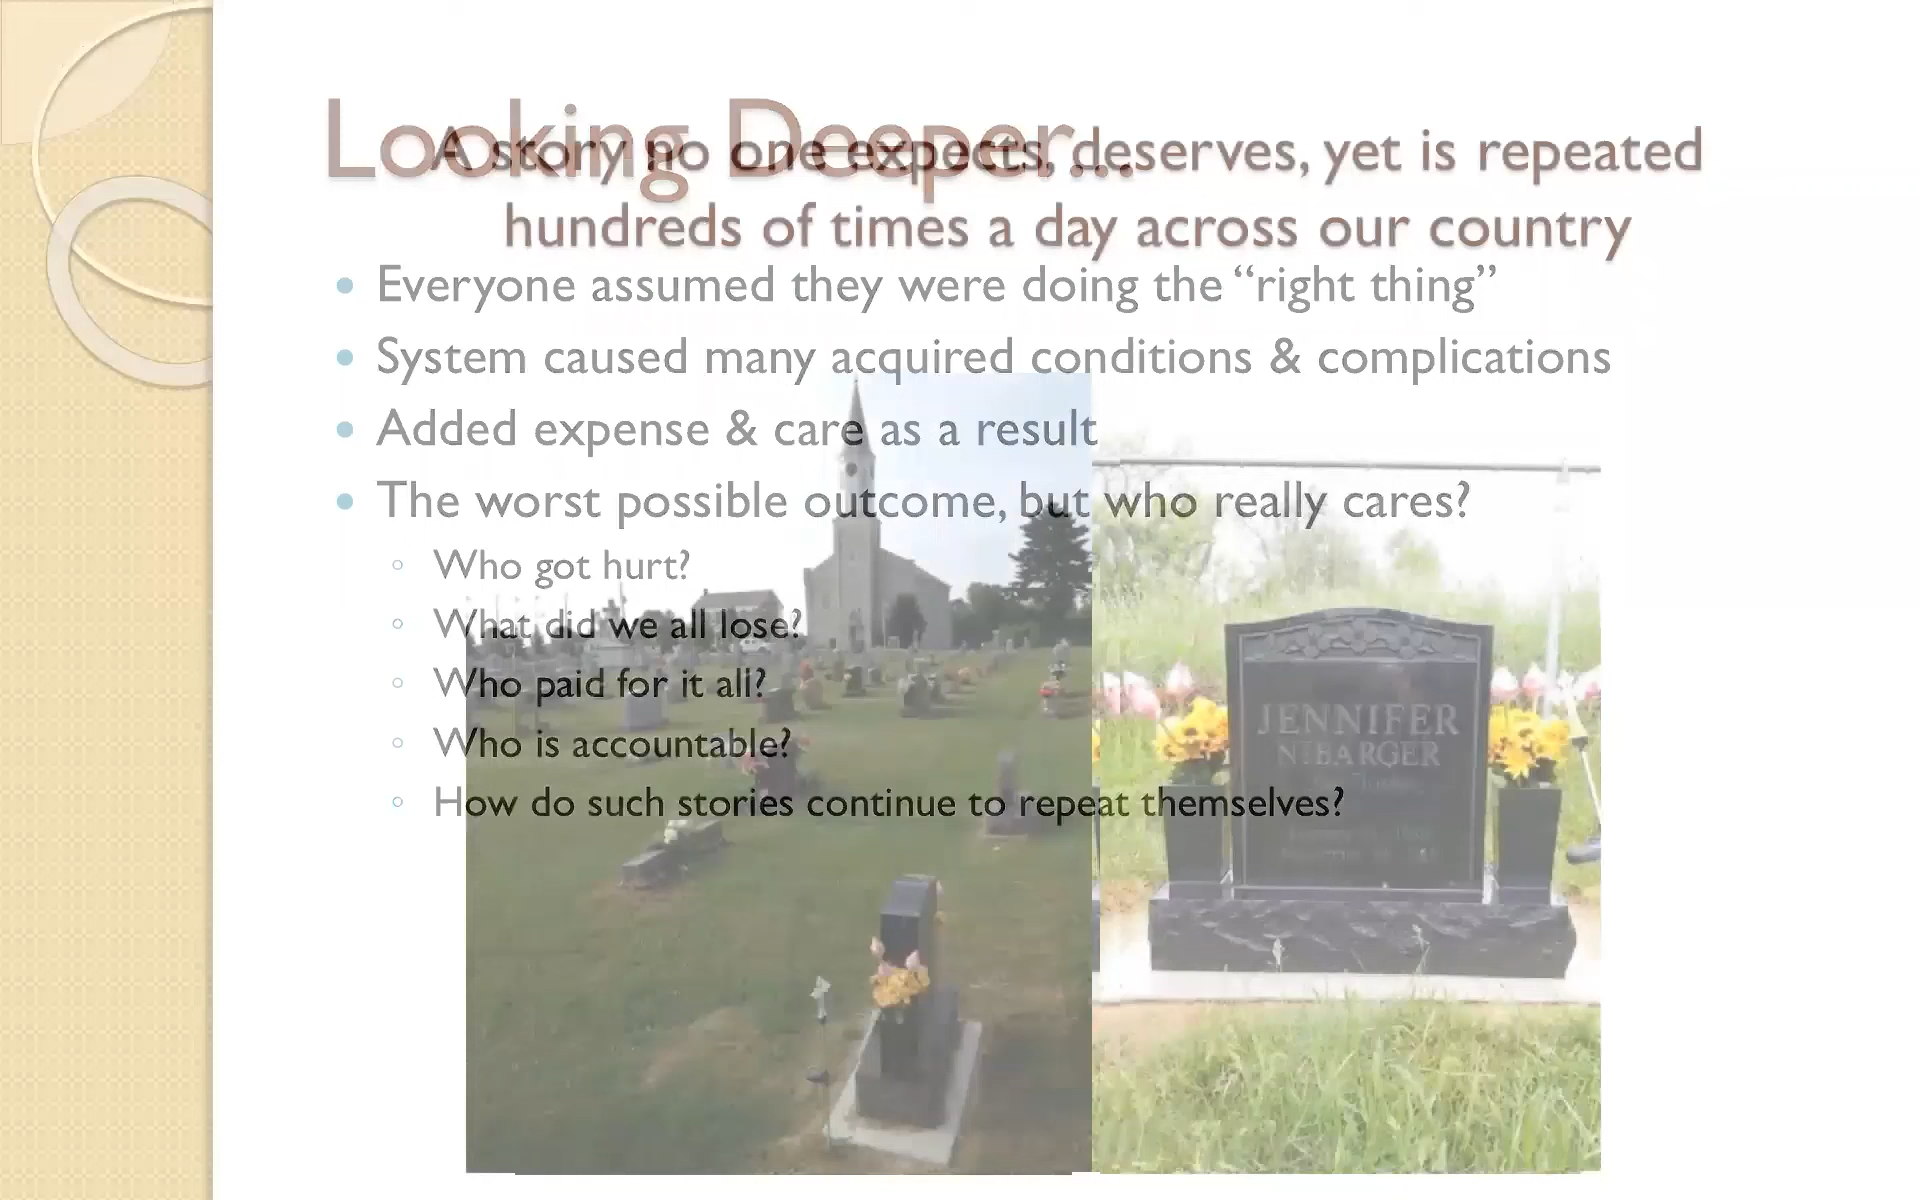 Looking Deeper...
A story no one expects, deserves, yet is repeated
hundreds of times a day across our country
• Everyone assumed they were doing the “right thing”
• System caused many acquired conditions & complications
• Added expense & care as a result
• The worst possible outcome, but who really cares?
◦ Who got hurt?
◦ What did we all lose?
◦ Who paid for it all?
◦ Who is accountable?
◦ How do such stories continue to repeat themselves?
JENNIFER
NIBARGER